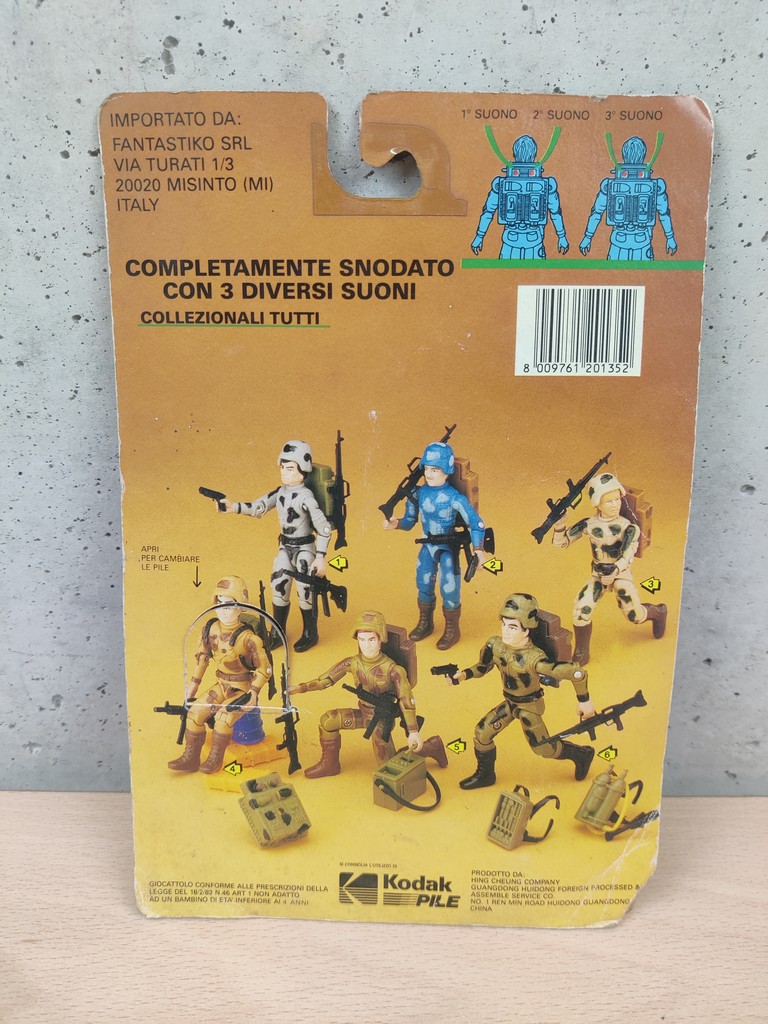 IMPORTATO DA:
FANTASTIKO SRL
VIA TURATI 1/3
20020 MISINTO (MI)
ITALY
1° SUONO 2° SUONO 3° SUONO
COMPLETAMENTE SNODATO
CON 3 DIVERSI SUONI
COLLEZIONALI TUTTI
8 009761 201352
APRI
PER CAMBIARE
LE PILE
1
2
3
4
5
6
SI CONSIGLIA L'UTILIZZO DI
Kodak
PILE
GIOCATTOLO CONFORME ALLE PRESCRIZIONI DELLA
LEGGE DEL 18/2/83 N.46 ART 1 NON ADATTO
AD UN BAMBINO DI ETA' INFERIORE AI 4 ANNI
PRODOTTO DA:
HING CHEUNG COMPANY
GUANGDONG HUIDONG FOREIGN PROCESSED &
ASSEMBLE SERVICE CO.
NO. 1 REN MIN ROAD HUIDONG GUANGDONG
CHINA